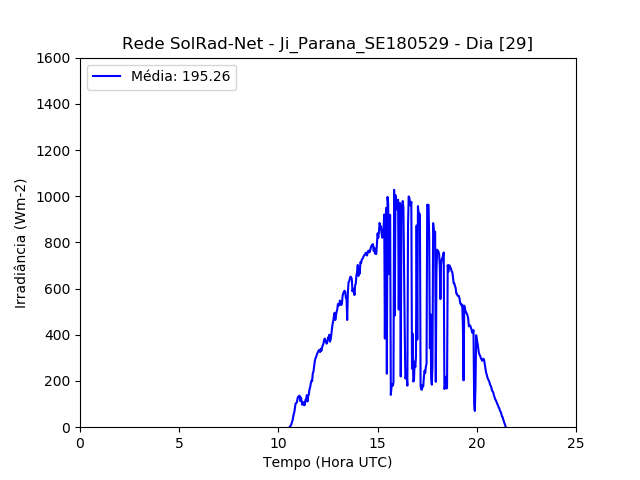 Rede SolRad-Net - Ji_Parana_SE180529 - Dia [29]
Média: 195.26
1600
1400
1200
1000
800
600
400
200
0
Irradiância (Wm-2)
0 5 10 15 20 25
Tempo (Hora UTC)